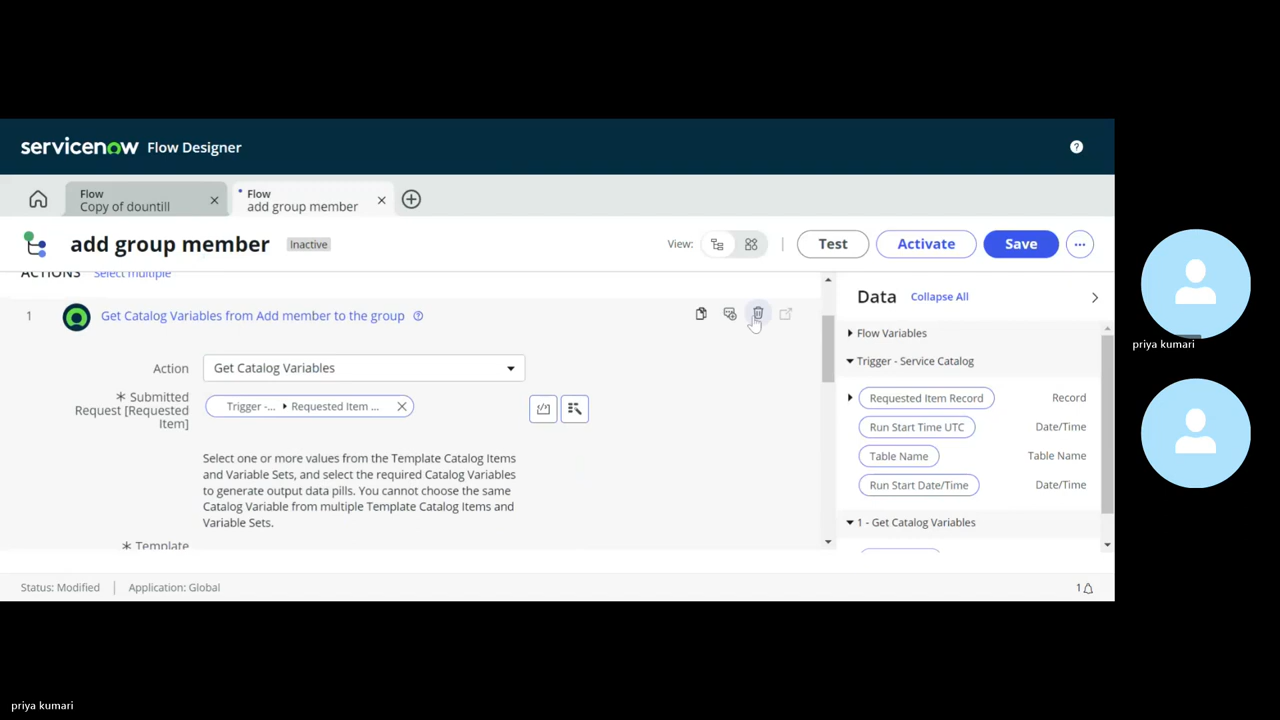 servicenow Flow Designer
Flow
Copy of dountill
Flow
add group member
add group member Inactive View: Test Activate Save
ACTIONS Select multiple
1 Get Catalog Variables from Add member to the group
Action Get Catalog Variables
* Submitted Request [Requested Item] Trigger -... Requested Item ...
Select one or more values from the Template Catalog Items
and Variable Sets, and select the required Catalog Variables
to generate output data pills. You cannot choose the same
Catalog Variable from multiple Template Catalog Items and
Variable Sets.
* Template
Data Collapse All
Flow Variables
Trigger - Service Catalog
Requested Item Record Record
Run Start Time UTC Date/Time
Table Name Table Name
Run Start Date/Time Date/Time
1 - Get Catalog Variables
Status: Modified Application: Global 1
priya kumari
priya kumari